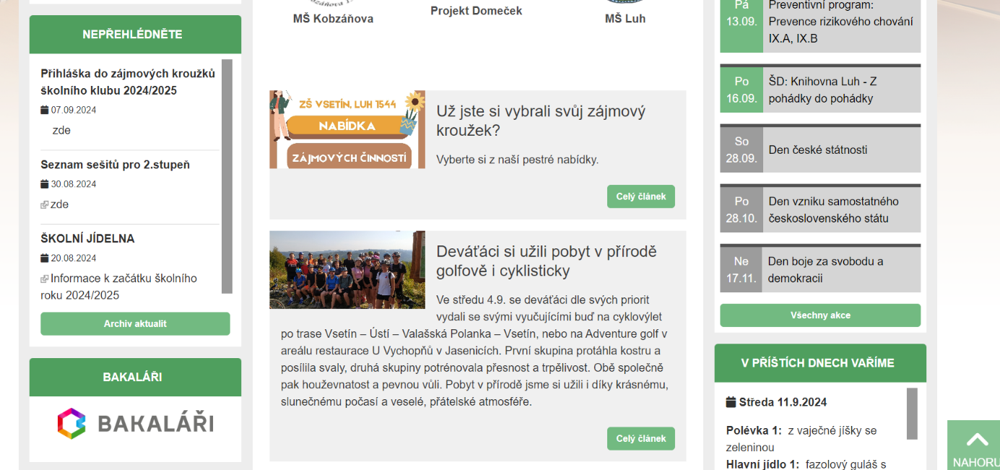 NEPŘEHLÉDNĚTE
Přihláška do zájmových kroužků
školního klubu 2024/2025
07.09.2024
zde
Seznam sešitů pro 2.stupeň
30.08.2024
zde
ŠKOLNÍ JÍDELNA
20.08.2024
Informace k začátku školního
roku 2024/2025
Archiv aktualit
BAKALÁŘI
BAKALÁŘI
MŠ Kobzáňova
Projekt Domeček
MŠ Luh
ZŠ VSETÍN, LUH 1544
NABÍDKA
ZÁJMOVÝCH ČINNOSTÍ
Už jste si vybrali svůj zájmový
kroužek?
Vyberte si z naší pestré nabídky.
Celý článek
Deváťáci si užili pobyt v přírodě
golfově i cyklisticky
Ve středu 4.9. se deváťáci dle svých priorit
vydali se svými vyučujícími buď na cyklovýlet
po trase Vsetín – Ústí – Valašská Polanka – Vsetín, nebo na Adventure golf v
areálu restaurace U Vychopňů v Jasenicích. První skupina protáhla kostru a
posílila svaly, druhá skupiny potrénovala přesnost a trpělivost. Obě společně
pak houževnatost a pevnou vůli. Pobyt v přírodě jsme si užili i díky krásnému,
slunečnému počasí a veselé, přátelské atmosféře.
Celý článek
Pá
13.09.
Preventivní program:
Prevence rizikového chování
IX.A, IX.B
Po
16.09.
ŠD: Knihovna Luh - Z
pohádky do pohádky
So
28.09.
Den české státnosti
Po
28.10.
Den vzniku samostatného
československého státu
Ne
17.11.
Den boje za svobodu a
demokracii
Všechny akce
V PŘÍŠTÍCH DNECH VAŘÍME
Středa 11.9.2024
Polévka 1: z vaječné jíšky se
zeleninou
Hlavní jídlo 1: fazolový guláš s
NAHORU